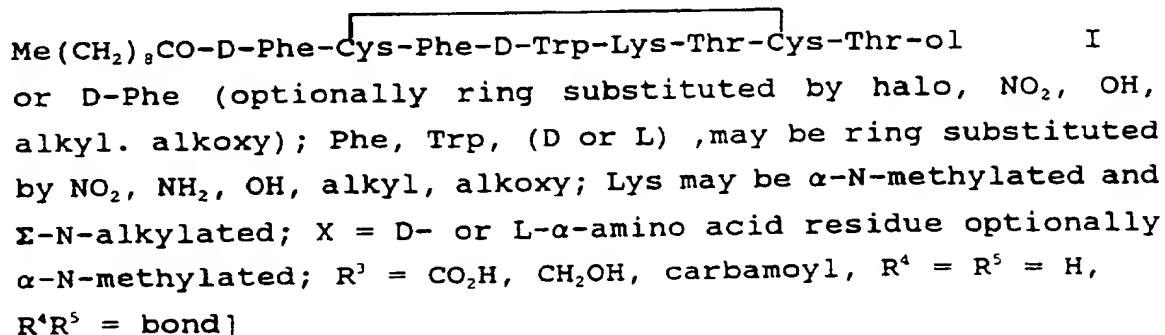 Me(CH₂)₈CO-D-Phe-Cys-Phe-D-Trp-Lys-Thr-Cys-Thr-ol I
or D-Phe (optionally ring substituted by halo, NO₂, OH,
alkyl. alkoxy); Phe, Trp, (D or L) ,may be ring substituted
by NO₂, NH₂, OH, alkyl, alkoxy; Lys may be α-N-methylated and
Σ-N-alkylated; X = D- or L-α-amino acid residue optionally
α-N-methylated; R³ = CO₂H, CH₂OH, carbamoyl, R⁴ = R⁵ = H,
R⁴R⁵ = bond]